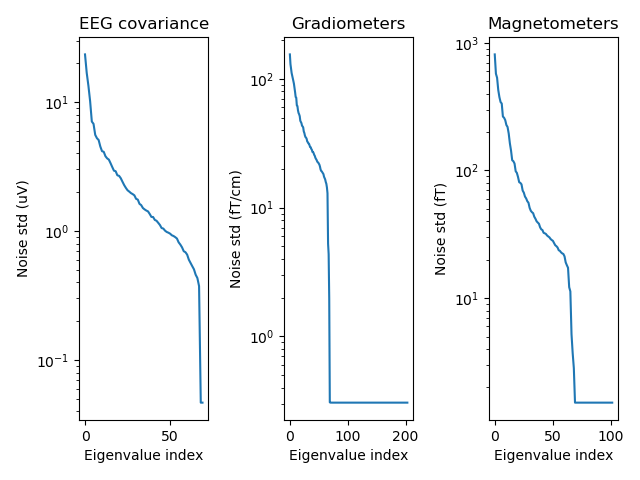 EEG covariance
Noise std (uV)
10¹
10⁰
10⁻¹
0 50
Eigenvalue index
Gradiometers
Noise std (fT/cm)
10²
10¹
10⁰
0 100 200
Eigenvalue index
Magnetometers
Noise std (fT)
10³
10²
10¹
0 50 100
Eigenvalue index